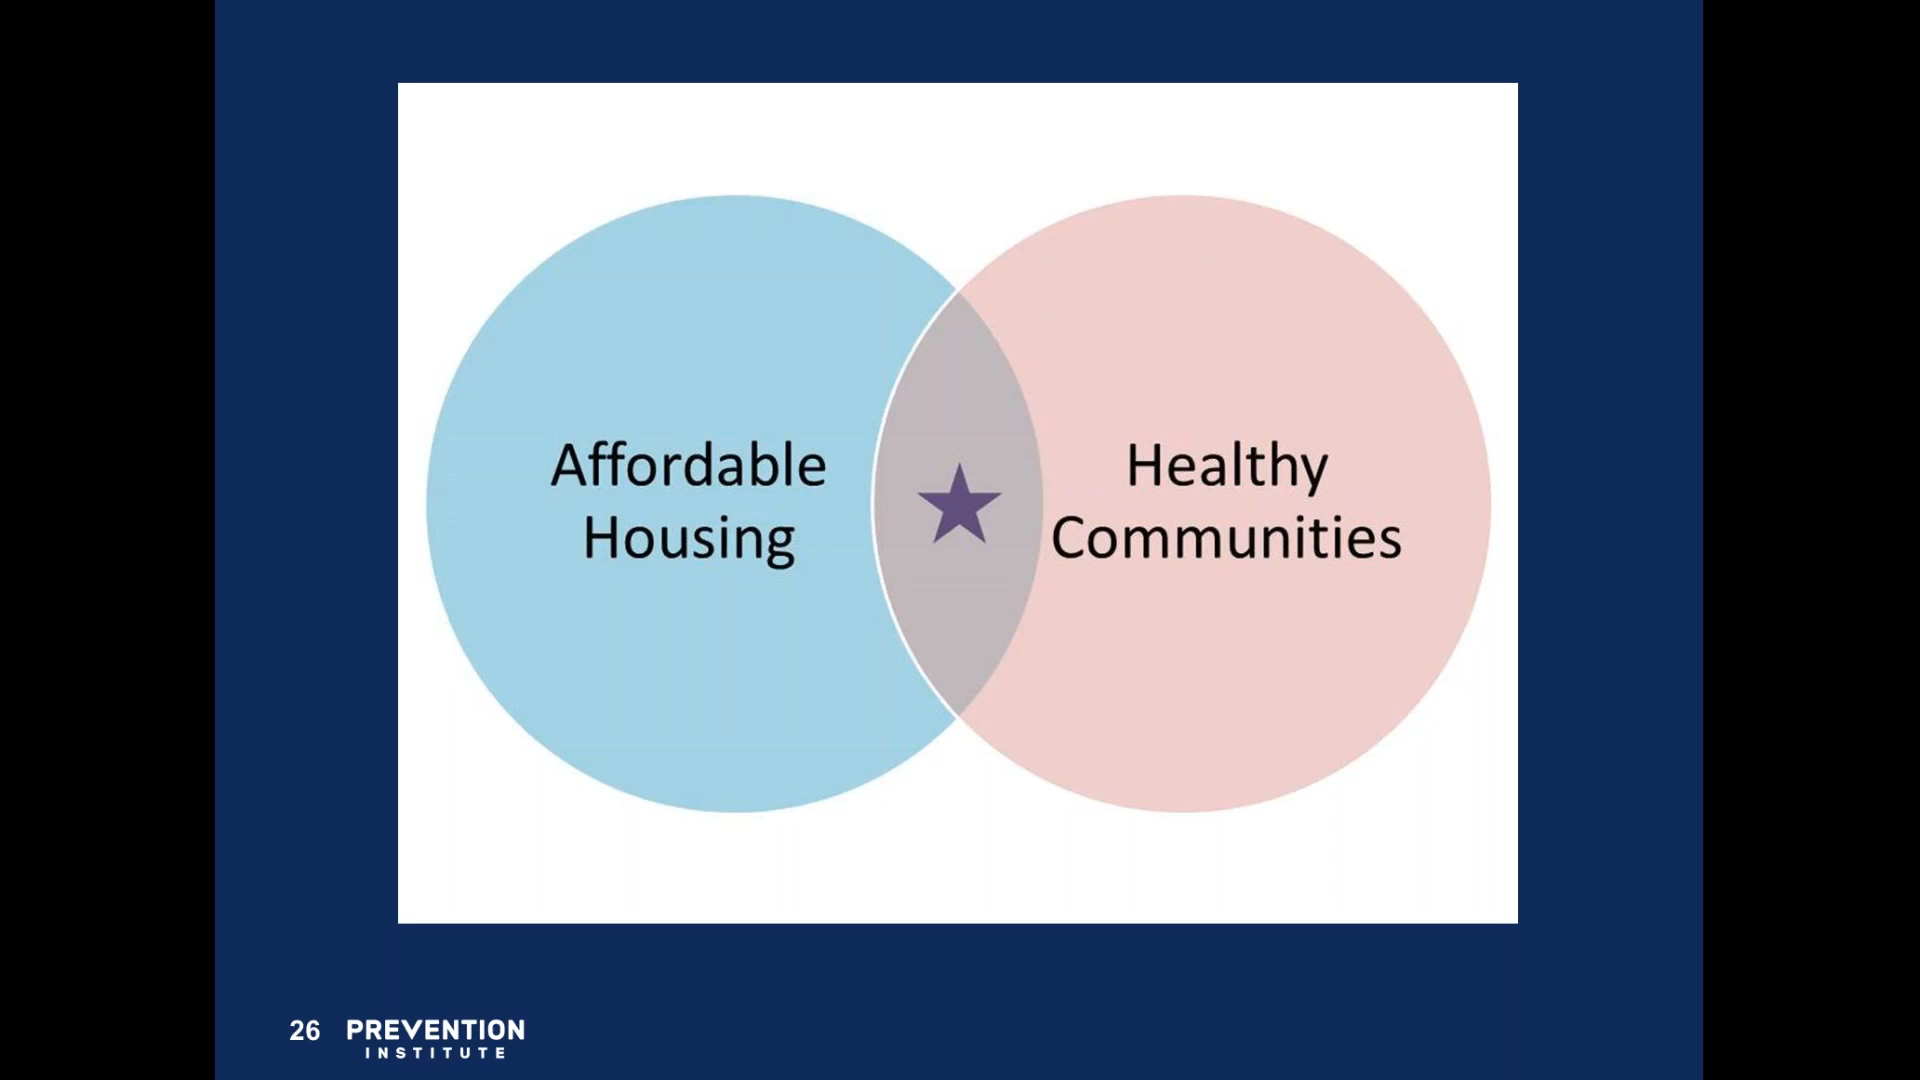 Affordable
Housing
Healthy
Communities
26 PREVENTION
INSTITUTE